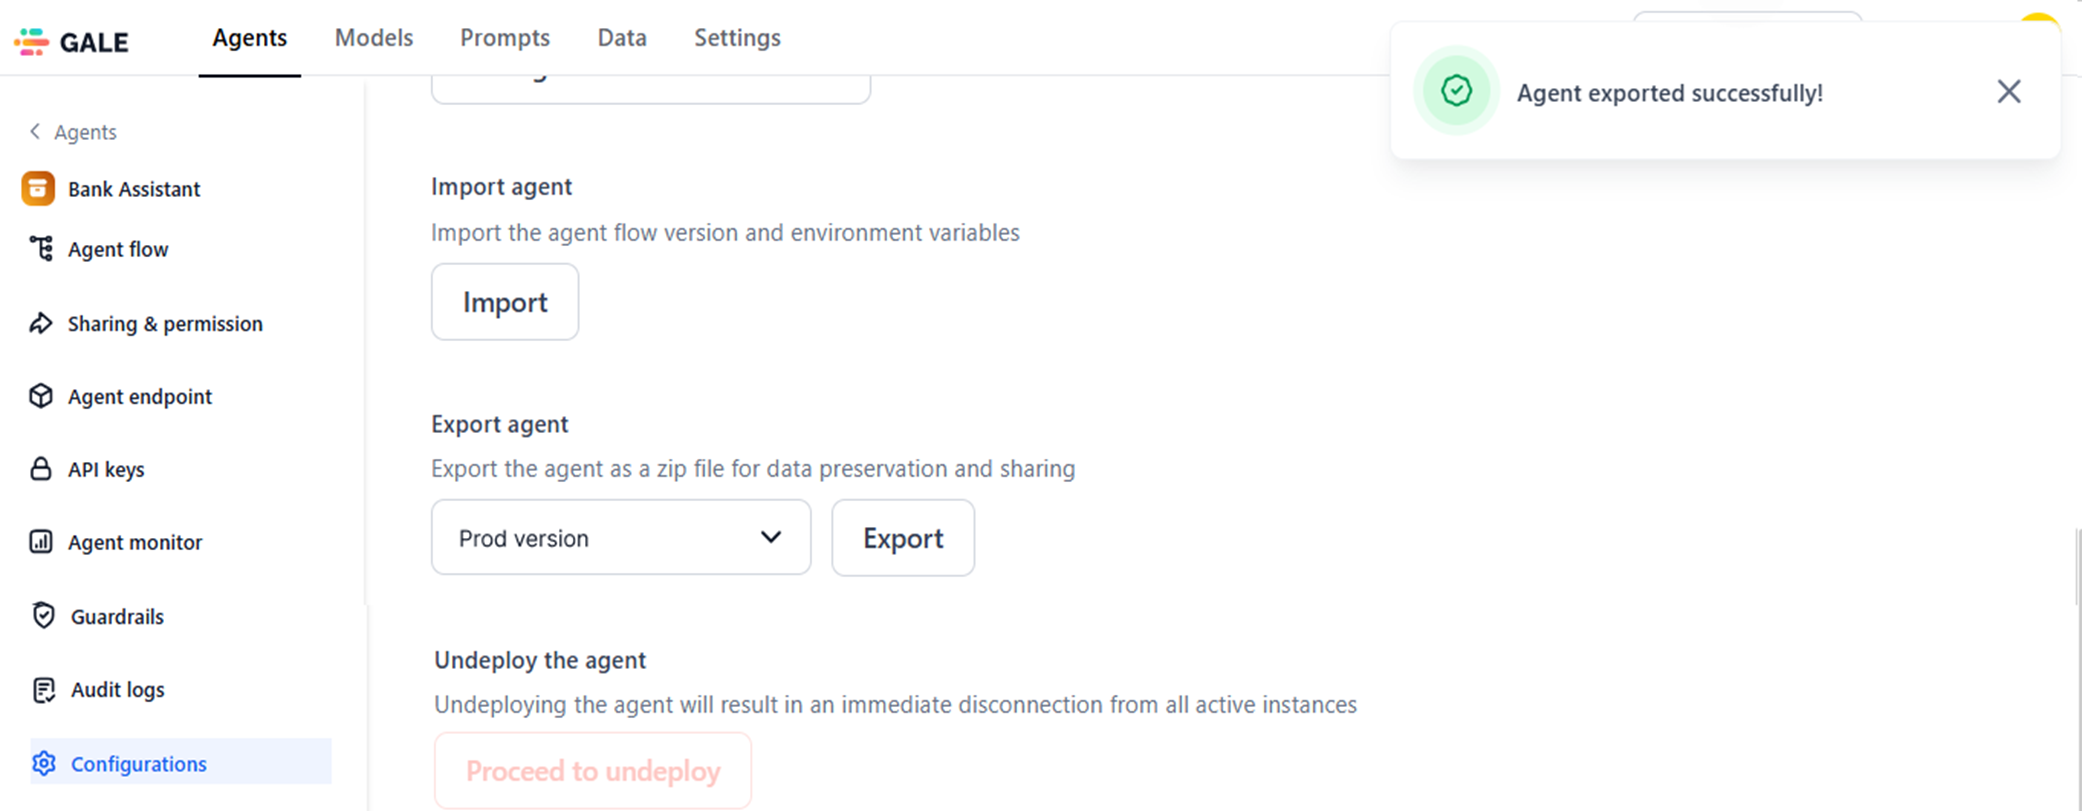 GALE
Agents
Models
Prompts
Data
Settings
Agent exported successfully!
Agents
Bank Assistant
Agent flow
Sharing & permission
Agent endpoint
API keys
Agent monitor
Guardrails
Audit logs
Configurations
Import agent
Import the agent flow version and environment variables
Import
Export agent
Export the agent as a zip file for data preservation and sharing
Prod version
Export
Undeploy the agent
Undeploying the agent will result in an immediate disconnection from all active instances
Proceed to undeploy